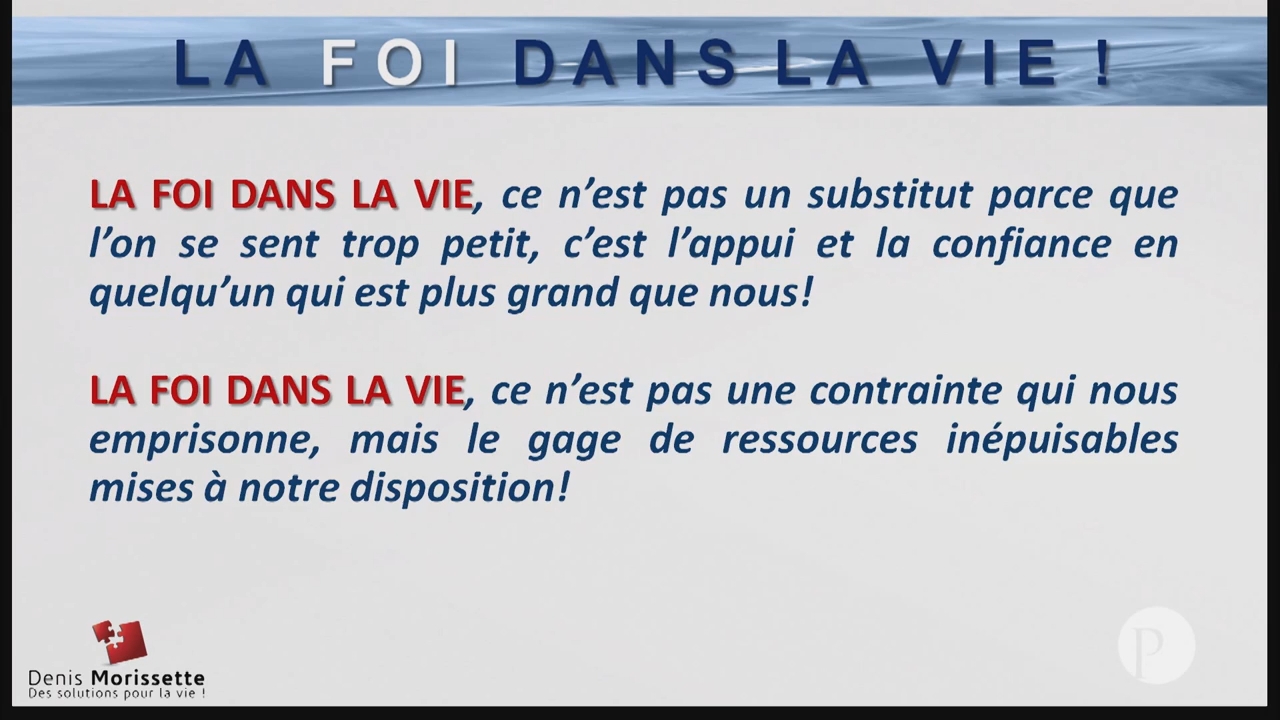 LA FOI DANS LA VIE !
LA FOI DANS LA VIE, ce n’est pas un substitut parce que
l’on se sent trop petit, c’est l’appui et la confiance en
quelqu’un qui est plus grand que nous!
LA FOI DANS LA VIE, ce n’est pas une contrainte qui nous
emprisonne, mais le gage de ressources inépuisables
mises à notre disposition!
Denis Morissette
Des solutions pour la vie !
P